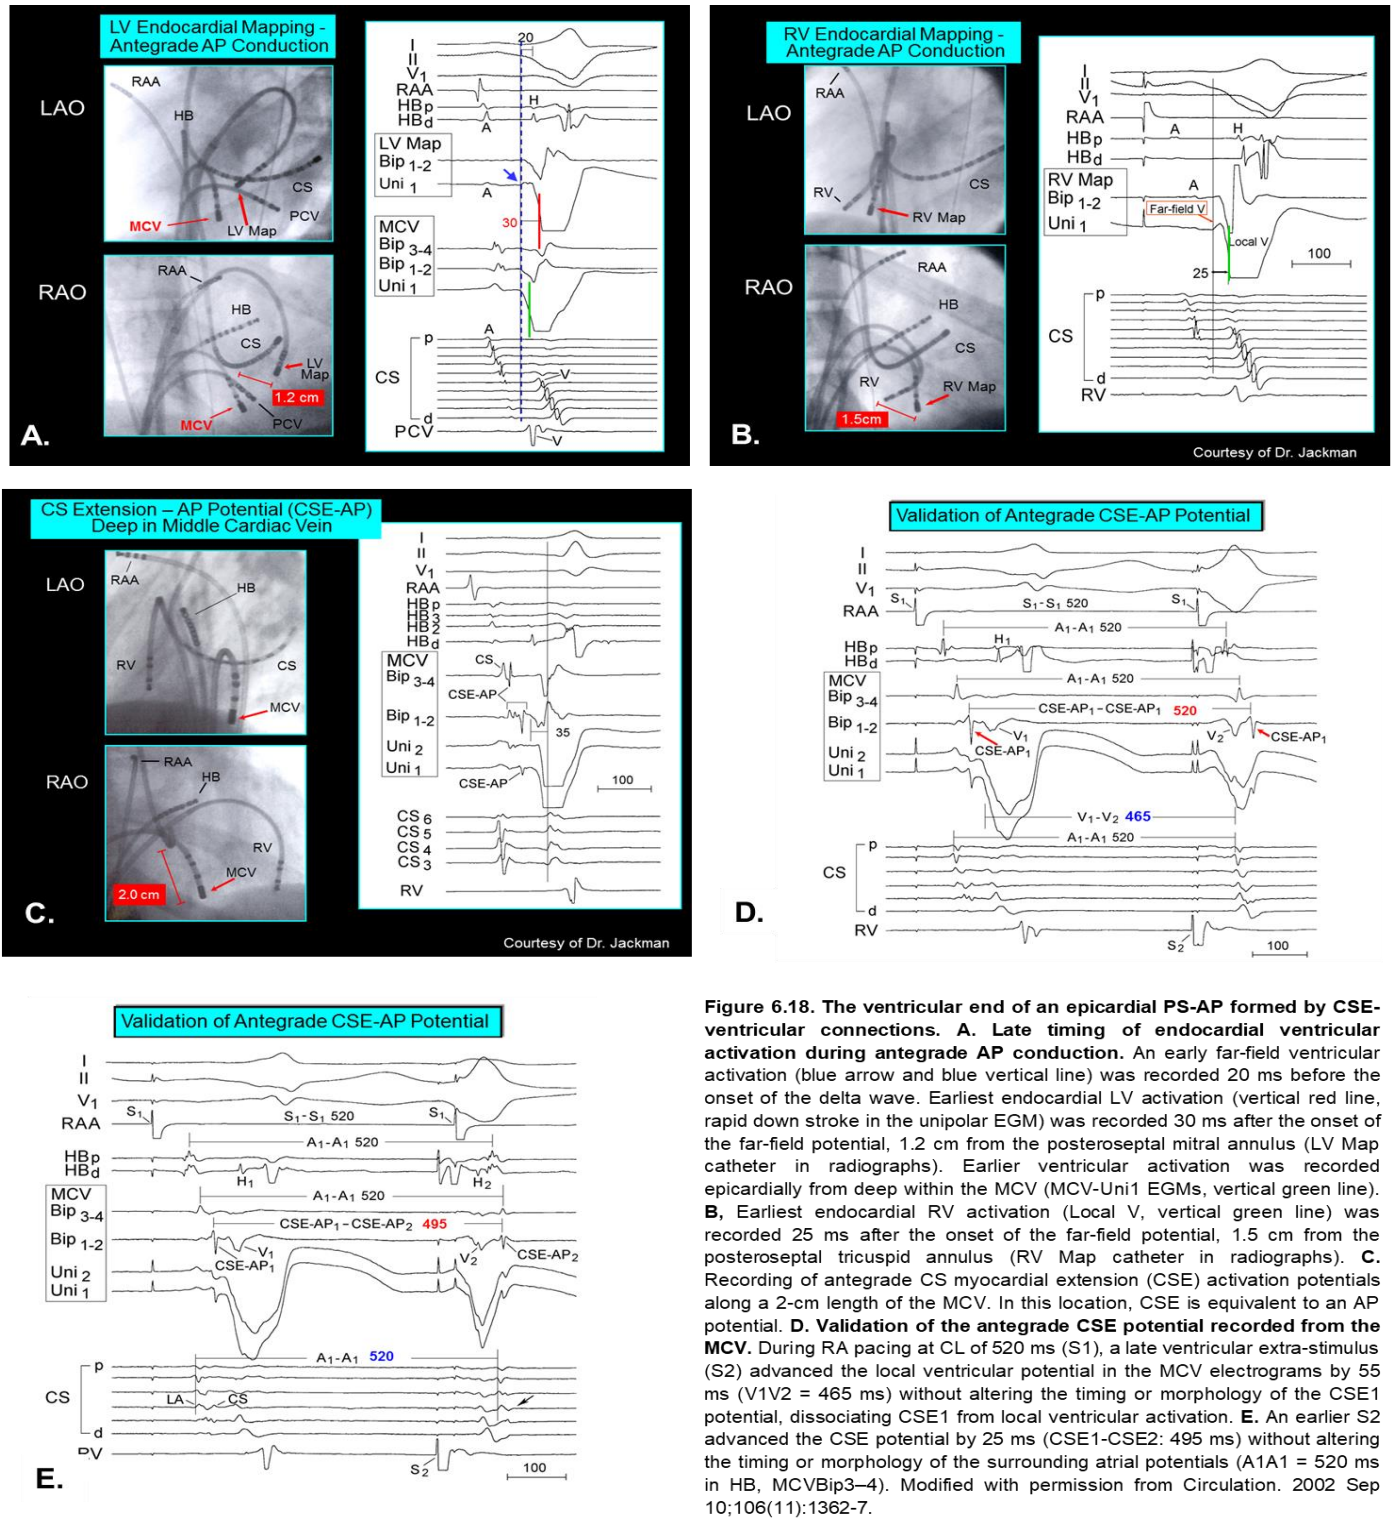 LV Endocardial Mapping -
Antegrade AP Conduction
LAO
RAA
HB
CS
PCV
MCV
LV Map
RAO
RAA
HB
CS
LV
Map
1.2 cm
MCV
PCV
A.
20
I
II
V1
RAA
HBp
HBd
H
A
LV Map
Bip 1-2
Uni 1
A
30
MCV
Bip 3-4
Bip 1-2
Uni 1
A
p
CS
V
d
PCV
V
RV Endocardial Mapping -
Antegrade AP Conduction
LAO
RAA
RV
CS
RV Map
RAO
RAA
HB
CS
RV
RV Map
1.5cm
B.
I
II
V1
RAA
HBp
A
H
HBd
RV Map
Bip 1-2
A
Far-field V
Uni 1
Local V
25
100
p
CS
d
RV
Courtesy of Dr. Jackman
CS Extension – AP Potential (CSE-AP)
Deep in Middle Cardiac Vein
LAO
RAA
HB
RV
CS
MCV
RAO
RAA
HB
RV
MCV
2.0 cm
C.
I
II
V1
RAA
HBp
HB3
HB2
HBd
MCV
CS
Bip 3-4
CSE-AP
Bip 1-2
35
Uni 2
Uni 1
CSE-AP
100
CS 6
CS 5
CS 4
CS 3
RV
Courtesy of Dr. Jackman
Validation of Antegrade CSE-AP Potential
I
II
V1
RAA
S1
S1-S1 520
S1
A1-A1 520
HBp
H1
HBd
MCV
A1-A1 520
Bip 3-4
CSE-AP1-CSE-AP1 520
Bip 1-2
V1
CSE-AP1
V2
CSE-AP1
Uni 2
Uni 1
V1-V2 465
A1-A1 520
p
CS
d
RV
S2
100
D.
Validation of Antegrade CSE-AP Potential
I
II
V1
S1
S1-S1 520
S1
RAA
A1-A1 520
HBp
HBd
H1
H2
MCV
A1-A1 520
Bip 3-4
CSE-AP1-CSE-AP2 495
Bip 1-2
V1
CSE-AP1
V2
CSE-AP2
Uni 2
Uni 1
A1-A1 520
p
CS
LA
CS
d
RV
S2
100
E.
Figure 6.18. The ventricular end of an epicardial PS-AP formed by CSE-
ventricular connections. A. Late timing of endocardial ventricular
activation during antegrade AP conduction. An early far-field ventricular
activation (blue arrow and blue vertical line) was recorded 20 ms before the
onset of the delta wave. Earliest endocardial LV activation (vertical red line,
rapid down stroke in the unipolar EGM) was recorded 30 ms after the onset of
the far-field potential, 1.2 cm from the posteroseptal mitral annulus (LV Map
catheter in radiographs). Earlier ventricular activation was recorded
epicardially from deep within the MCV (MCV-Uni1 EGMs, vertical green line).
B, Earliest endocardial RV activation (Local V, vertical green line) was
recorded 25 ms after the onset of the far-field potential, 1.5 cm from the
posteroseptal tricuspid annulus (RV Map catheter in radiographs). C.
Recording of antegrade CS myocardial extension (CSE) activation potentials
along a 2-cm length of the MCV. In this location, CSE is equivalent to an AP
potential. D. Validation of the antegrade CSE potential recorded from the
MCV. During RA pacing at CL of 520 ms (S1), a late ventricular extra-stimulus
(S2) advanced the local ventricular potential in the MCV electrograms by 55
ms (V1V2 = 465 ms) without altering the timing or morphology of the CSE1
potential, dissociating CSE1 from local ventricular activation. E. An earlier S2
advanced the CSE potential by 25 ms (CSE1-CSE2: 495 ms) without altering
the timing or morphology of the surrounding atrial potentials (A1A1 = 520 ms
in HB, MCVBip3–4). Modified with permission from Circulation. 2002 Sep
10;106(11):1362-7.